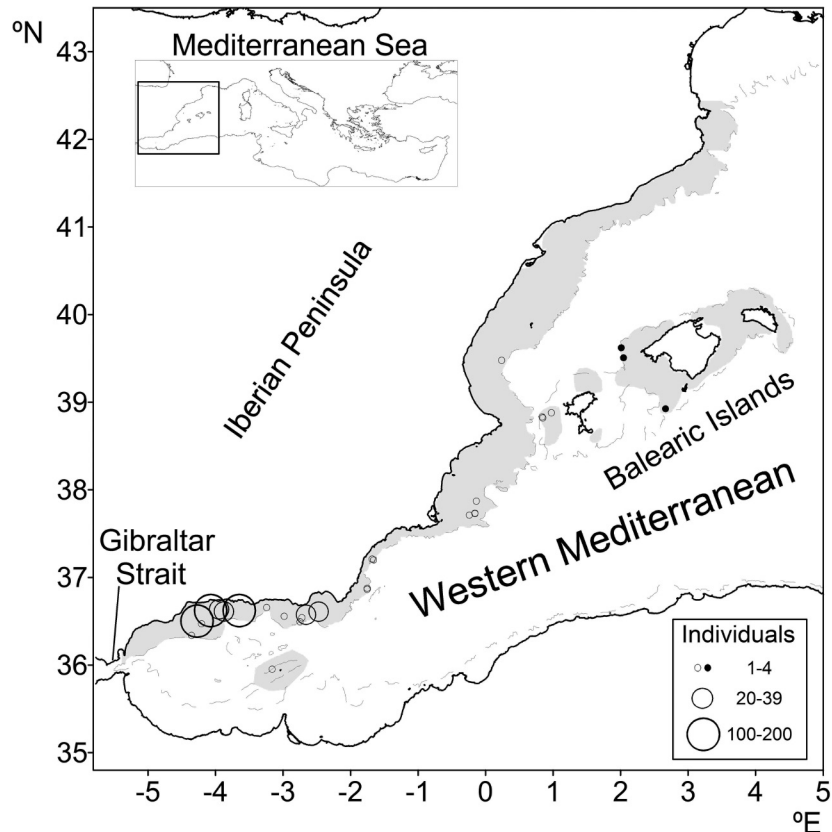 ºN
43
42
41
40
39
38
37
36
35
Mediterranean Sea
Iberian Peninsula
Balearic Islands
Western Mediterranean
Gibraltar
Strait
Individuals
1-4
20-39
100-200
-5 -4 -3 -2 -1 0 1 2 3 4 5
ºE